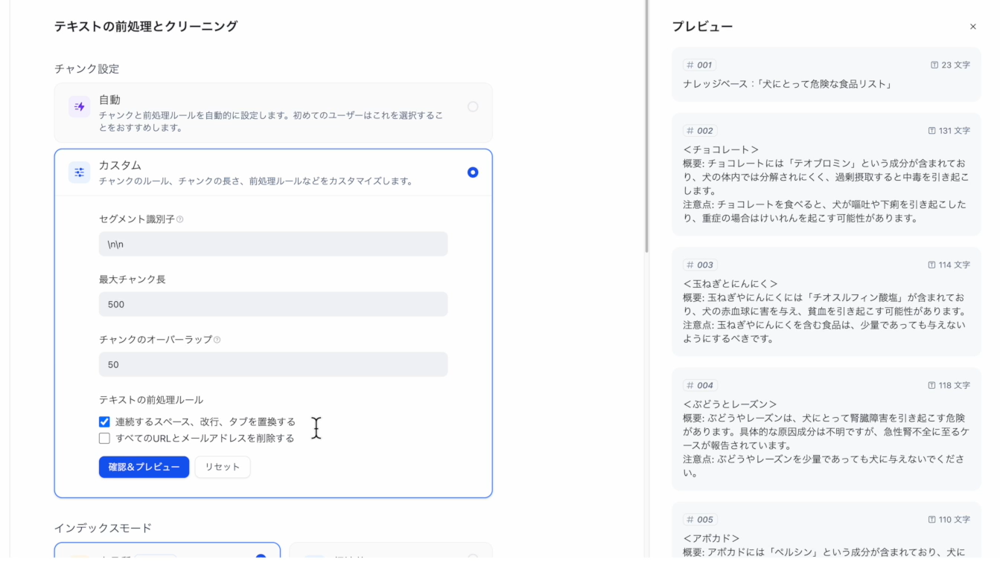 テキストの前処理とクリーニング
チャンク設定
自動
チャンクと前処理ルールを自動的に設定します。初めてのユーザーはこれを選択するこ
とをおすすめします。
カスタム
チャンクのルール、チャンクの長さ、前処理ルールなどをカスタマイズします。
セグメント識別子
\n\n
最大チャンク長
500
チャンクのオーバーラップ
50
テキストの前処理ルール
連続するスペース、改行、タブを置換する
すべてのURLとメールアドレスを削除する
確認&プレビュー
リセット
インデックスモード
プレビュー
# 001
23 文字
ナレッジベース：「犬にとって危険な食品リスト」
# 002
131 文字
＜チョコレート＞
概要: チョコレートには「テオブロミン」という成分が含まれてお
り、犬の体内では分解されにくく、過剰摂取すると中毒を引き起こ
します。
注意点: チョコレートを食べると、犬が嘔吐や下痢を引き起こした
り、重症の場合はけいれんを起こす可能性があります。
# 003
114 文字
＜玉ねぎとにんにく＞
概要: 玉ねぎやにんにくには「チオスルフィン酸塩」が含まれてお
り、犬の赤血球に害を与え、貧血を引き起こす可能性があります。
注意点: 玉ねぎやにんにくを含む食品は、少量であっても与えない
ようにするべきです。
# 004
118 文字
＜ぶどうとレーズン＞
概要: ぶどうやレーズンは、犬にとって腎臓障害を引き起こす危険
があります。具体的な原因成分は不明ですが、急性腎不全に至るケ
ースが報告されています。
注意点: ぶどうやレーズンを少量であっても犬に与えないでくださ
い。
# 005
110 文字
＜アボカド＞
概要: アボカドには「ペルシン」という成分が含まれており、犬に